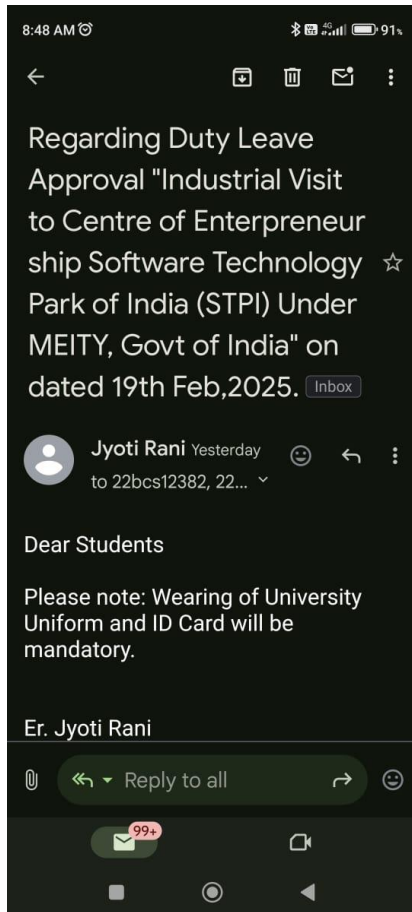 8:48 AM
4G 91%
Regarding Duty Leave
Approval "Industrial Visit
to Centre of Enterpreneur
ship Software Technology
Park of India (STPI) Under
MEITY, Govt of India" on
dated 19th Feb,2025. Inbox
Jyoti Rani Yesterday
to 22bcs12382, 22...
Dear Students
Please note: Wearing of University
Uniform and ID Card will be
mandatory.
Er. Jyoti Rani
Reply to all
99+